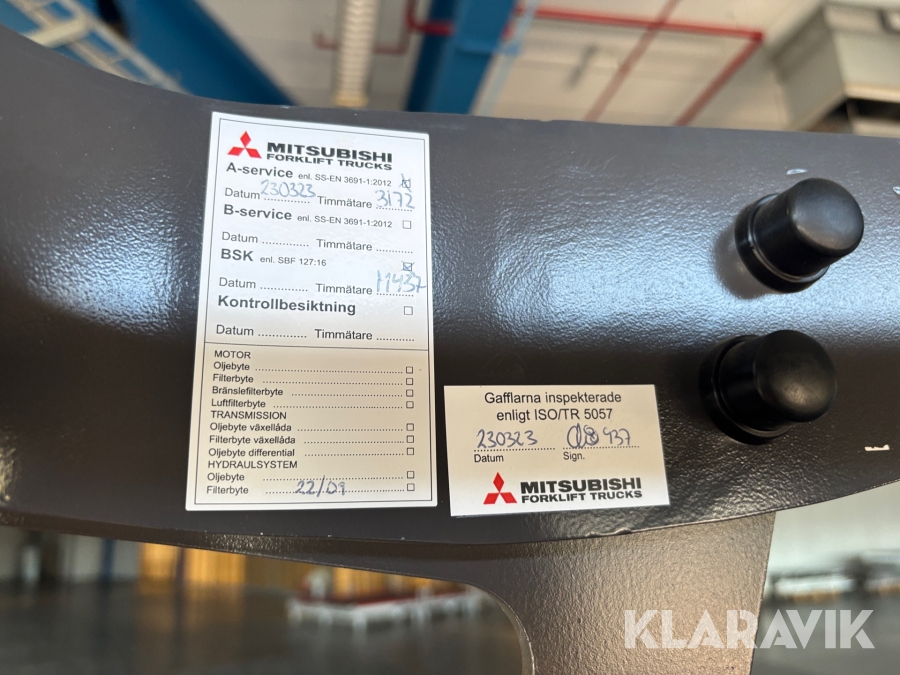 MITSUBISHI
FORKLIFT TRUCKS
A-service enl. SS-EN 3691-1:2012 ☒
Datum 230323 Timmätare 3172
B-service enl. SS-EN 3691-1:2012 ☐
Datum .............. Timmätare ............
BSK enl. SBF 127:16 ☒
Datum .............. Timmätare 11437
Kontrollbesiktning ☐
Datum .............. Timmätare ............
MOTOR
Oljebyte ☐
Filterbyte ☐
Bränslefilterbyte ☐
Luftfilterbyte ☐
TRANSMISSION
Oljebyte växellåda ☐
Filterbyte växellåda ☐
Oljebyte differential ☐
HYDRAULSYSTEM
Oljebyte ☐
Filterbyte 22/09 ☐
Gafflarna inspekterade
enligt ISO/TR 5057
230323 937
Datum Sign.
MITSUBISHI
FORKLIFT TRUCKS
KLARAVIK
KLARAVIK